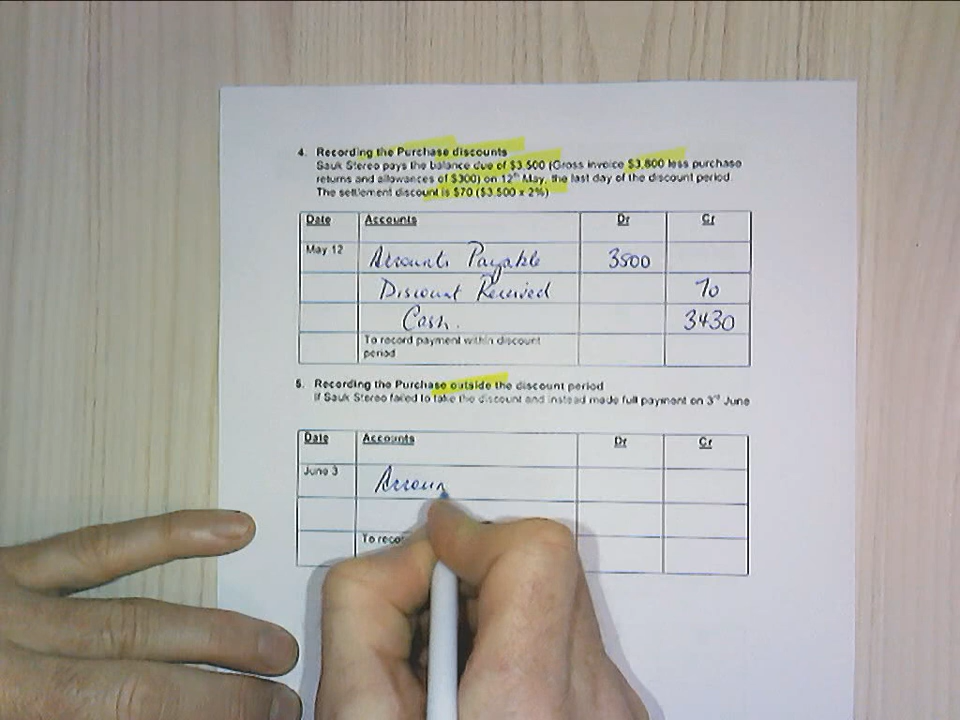 4. Recording the Purchase discounts
Sauk Stereo pays the balance due of $3,500 (Gross invoice $3,800 less purchase
returns and allowances of $300) on 12th May, the last day of the discount period.
The settlement discount is $70 ($3,500 x 2%)
Date Accounts Dr Cr
May 12 Accounts Payable 3500
Discount Received 70
Cash. 3430
To record payment within discount
period
5. Recording the Purchase outside the discount period
If Sauk Stereo failed to take the discount and instead made full payment on 3rd June
Date Accounts Dr Cr
June 3 Accoun
To recor